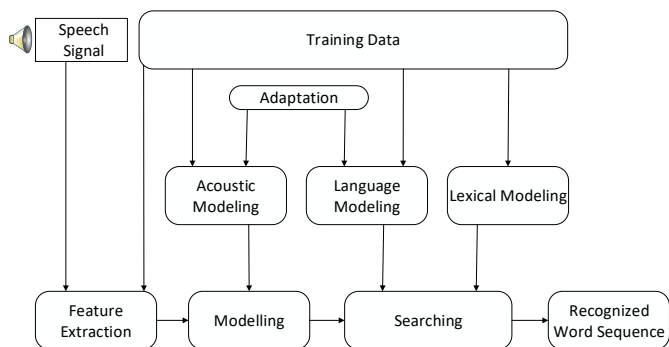 Speech
Signal
Training Data
Adaptation
Acoustic
Modeling
Language
Modeling
Lexical Modeling
Feature
Extraction
Modelling
Searching
Recognized
Word Sequence